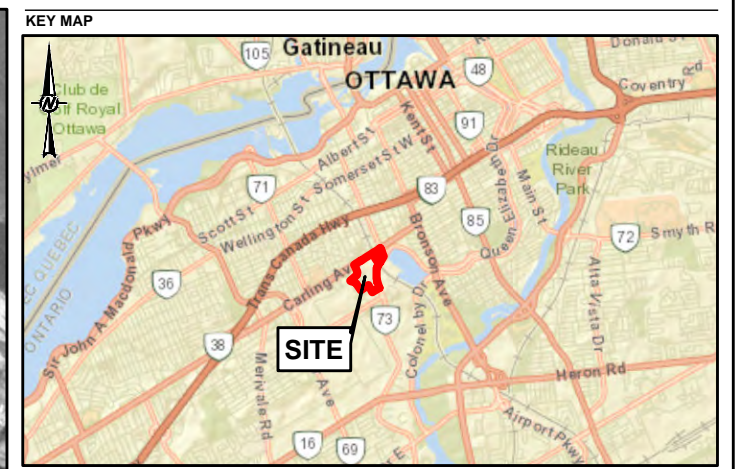 KEY MAP
105
Gatineau
Donald
OTTAWA
48
Coventry Rd
Club de
Golf Royal
Ottawa
N
Kent St
91
Albert St
Somerset St W
Queen Elizabeth Dr
Main St
Rideau
River
Park
Aylmer
71
83
Scott St
Wellington St
Trans Canada Hwy
85
72
Smyth R
Pkwy
Bronson Ave
QUEBEC
ONTARIO
36
Carling Ave
Sir John A Macdonald
Alta Vista Dr
73
Colonel by D
SITE
38
Merivale Rd
Ave
Heron Rd
Airport Pkwy
16
69